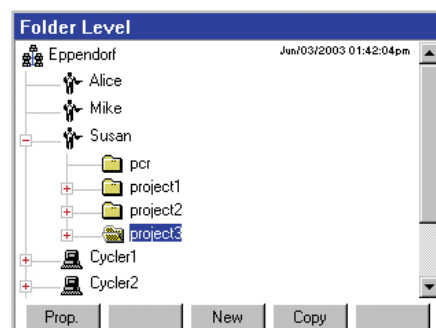 Folder Level
Eppendorf
Jun/03/2003 01:42:04pm
Alice
Mike
Susan
pcr
project1
project2
project3
Cycler1
Cycler2
Prop. New Copy